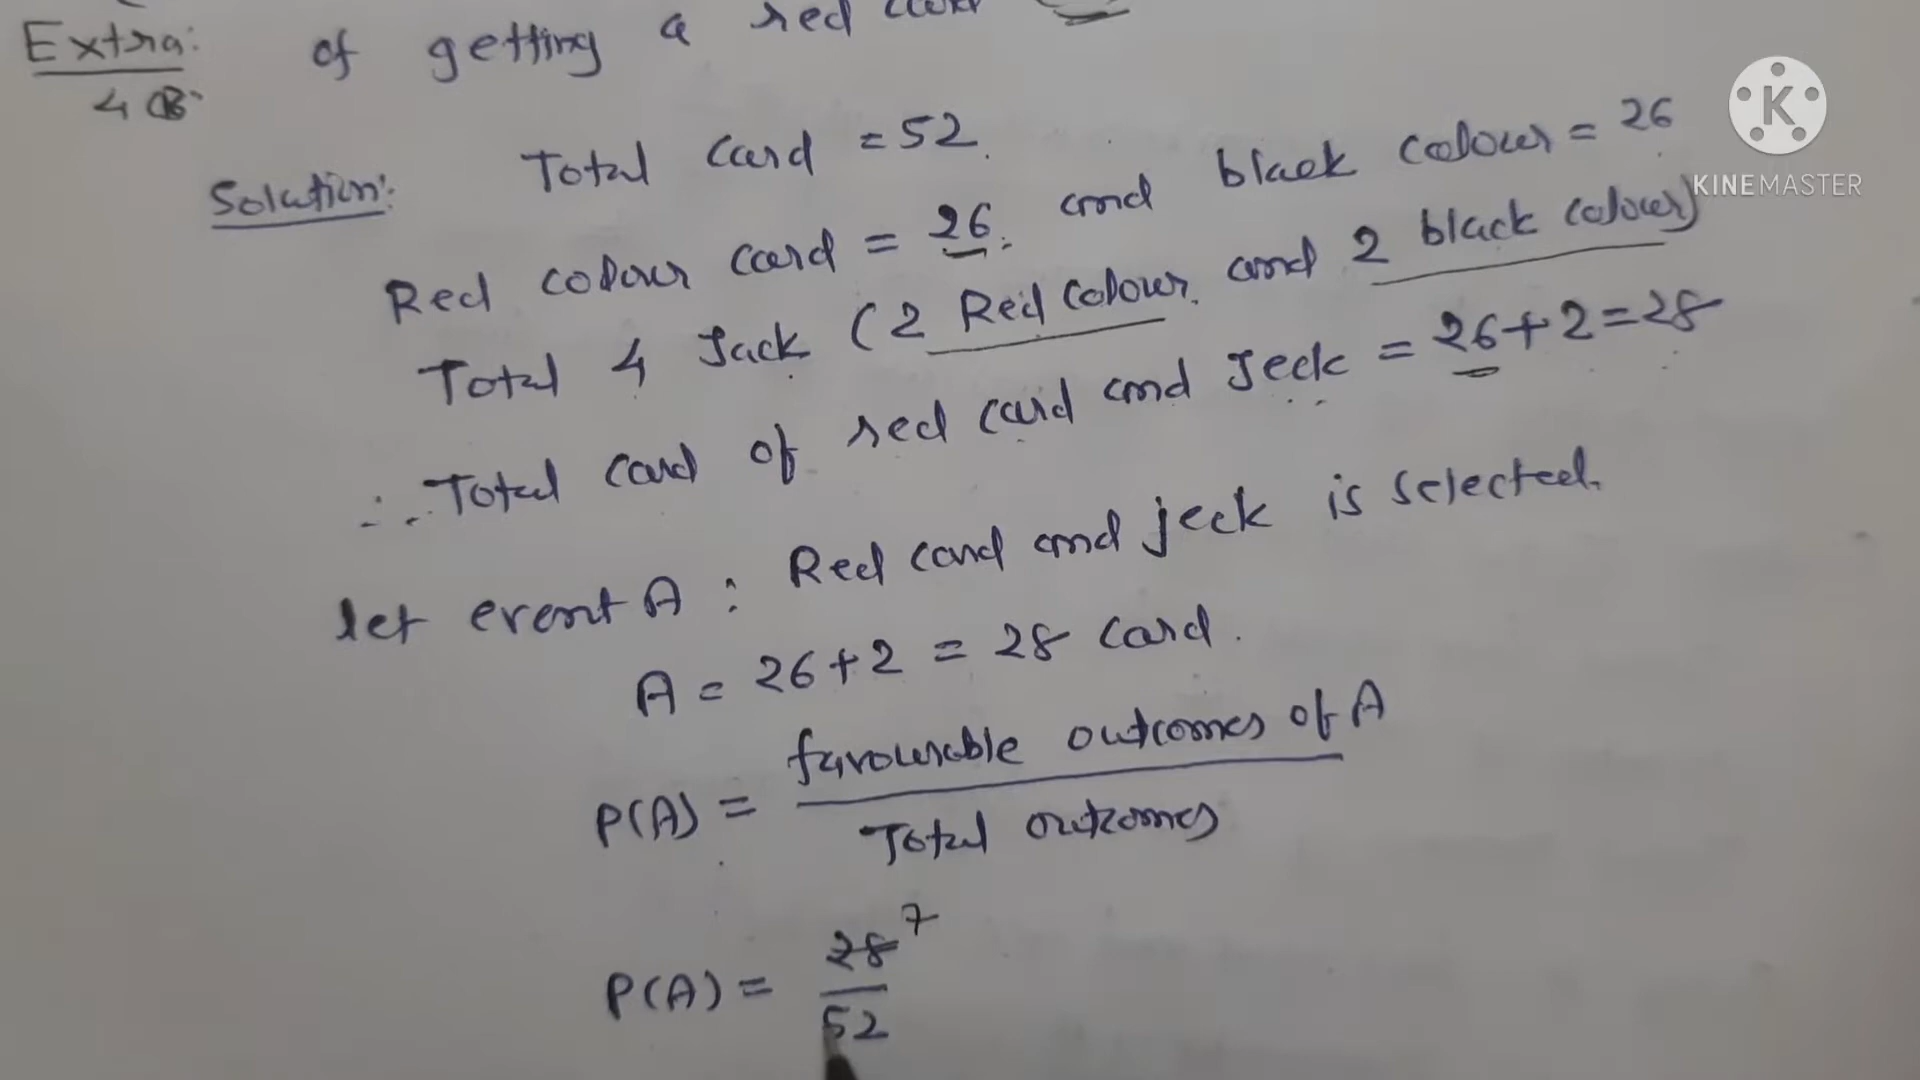 Extra:
of getting a red
4 (B)
Total Card = 52.
Solution:
Red colour card = 26. and black colour = 26
Total 4 Jack (2 Red colour and 2 black colour)
∴ Total card of red card and Jeck = 26+2=28
let event A : Red card and jeck is selected.
A = 26+2 = 28 card.
P(A) = favourable outcomes of A
Total outcomes
P(A) = 28 7
52
K
KINEMASTER